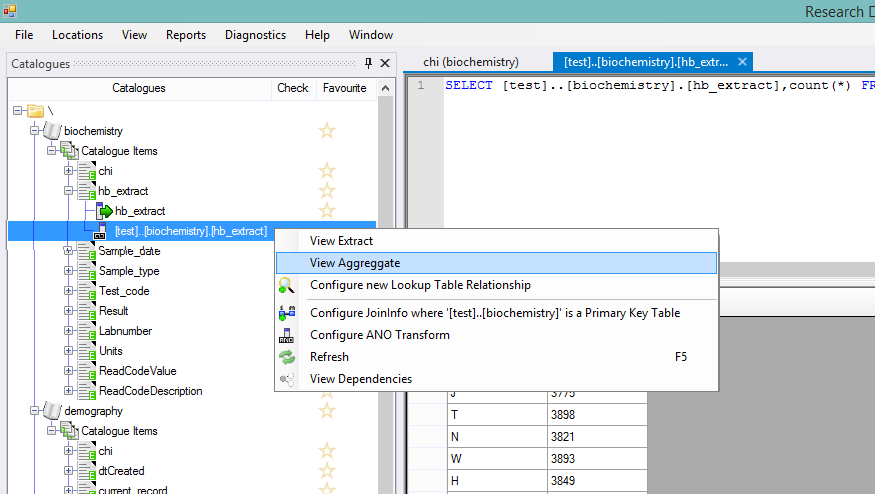 Research D
File Locations View Reports Diagnostics Help Window
Catalogues
Catalogues Check Favourite
\
biochemistry
Catalogue Items
chi
hb_extract
hb_extract
[test]..[biochemistry].[hb_extract]
Sample_date
Sample_type
Test_code
Result
Labnumber
Units
ReadCodeValue
ReadCodeDescription
demography
Catalogue Items
chi
dtCreated
current_record
chi (biochemistry) [test]..[biochemistry].[hb_extr...
1 SELECT [test]..[biochemistry].[hb_extract],count(*) FR
View Extract
View Aggreggate
Configure new Lookup Table Relationship
Configure JoinInfo where '[test]..[biochemistry]' is a Primary Key Table
ANO Configure ANO Transform
Refresh F5
View Dependencies
J 3775
T 3898
N 3821
W 3893
H 3849